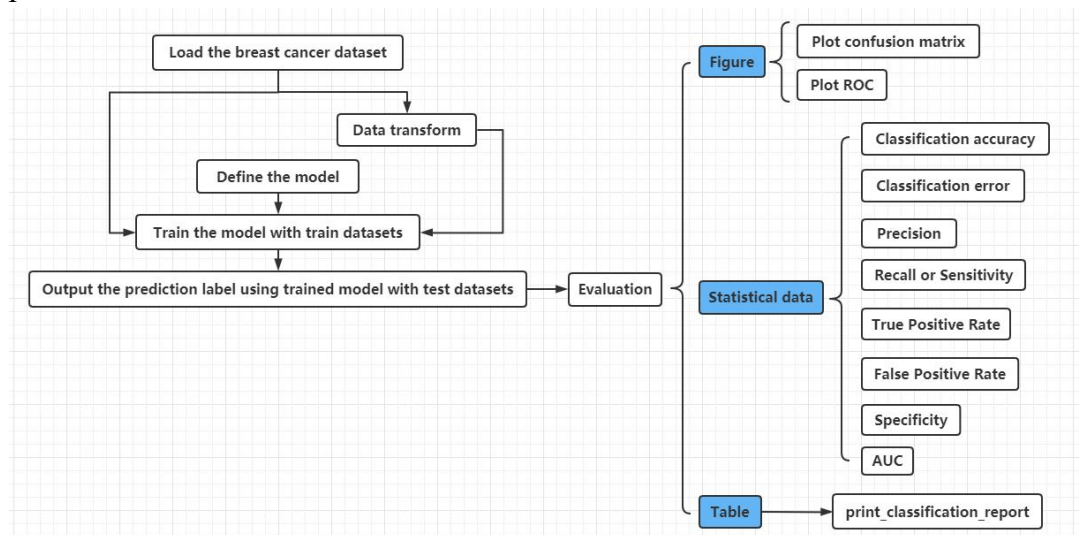 Load the breast cancer dataset
Data transform
Define the model
Train the model with train datasets
Output the prediction label using trained model with test datasets
Evaluation
Figure
Plot confusion matrix
Plot ROC
Statistical data
Classification accuracy
Classification error
Precision
Recall or Sensitivity
True Positive Rate
False Positive Rate
Specificity
AUC
Table
print_classification_report